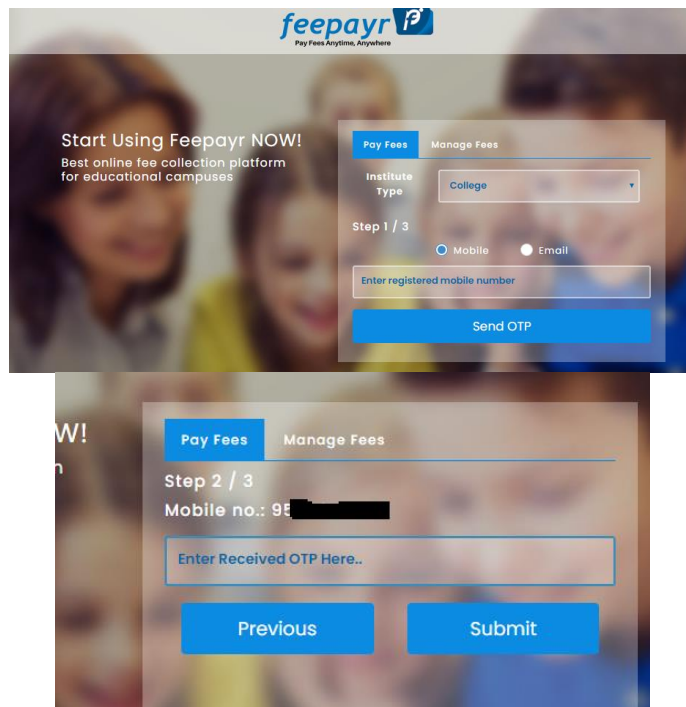 feepayr
Pay Fees Anytime, Anywhere
Start Using Feepayr NOW!
Best online fee collection platform
for educational campuses
Pay Fees Manage Fees
Institute
Type
College
Step 1 / 3
Mobile Email
Enter registered mobile number
Send OTP
W!
n
Pay Fees Manage Fees
Step 2 / 3
Mobile no.: 95
Enter Received OTP Here..
Previous Submit